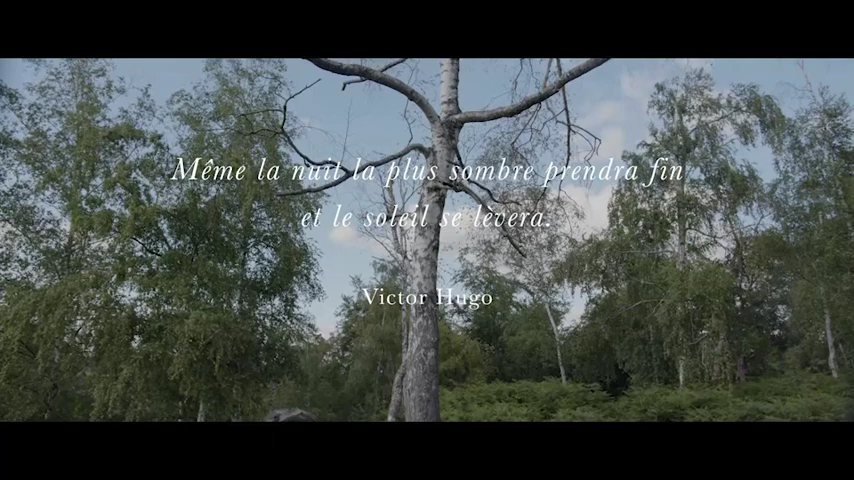 Même la nuit la plus sombre prendra fin
et le soleil se lèvera.
Victor Hugo